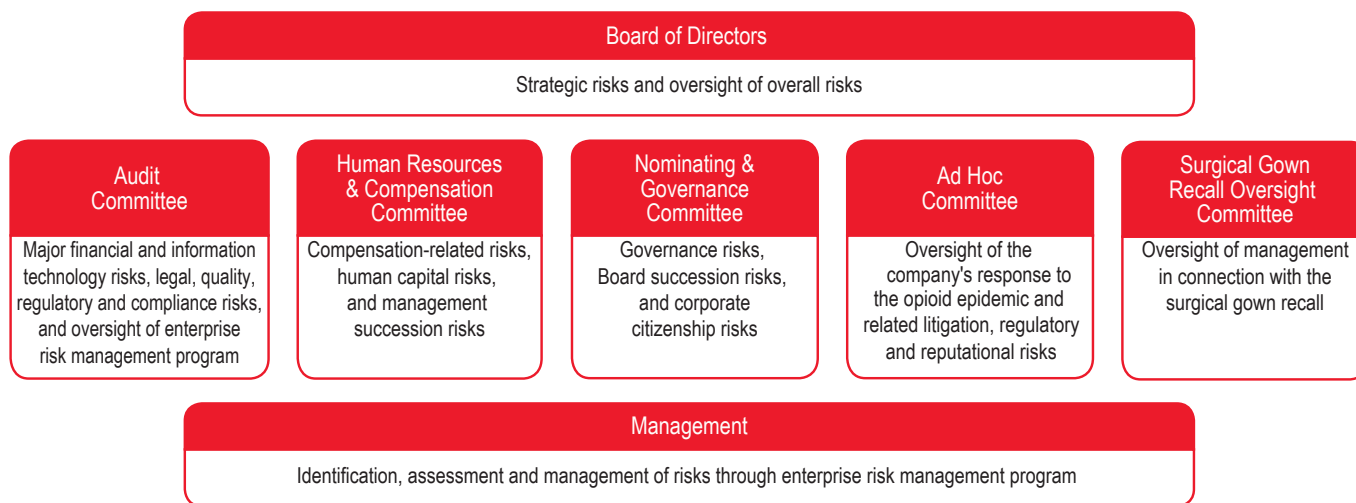 Board of Directors
Strategic risks and oversight of overall risks
Audit
Committee
Major financial and information
technology risks, legal, quality,
regulatory and compliance risks,
and oversight of enterprise
risk management program
Human Resources
& Compensation
Committee
Compensation-related risks,
human capital risks,
and management
succession risks
Nominating &
Governance
Committee
Governance risks,
Board succession risks,
and corporate
citizenship risks
Ad Hoc
Committee
Oversight of the
company's response to
the opioid epidemic and
related litigation, regulatory
and reputational risks
Surgical Gown
Recall Oversight
Committee
Oversight of management
in connection with the
surgical gown recall
Management
Identification, assessment and management of risks through enterprise risk management program